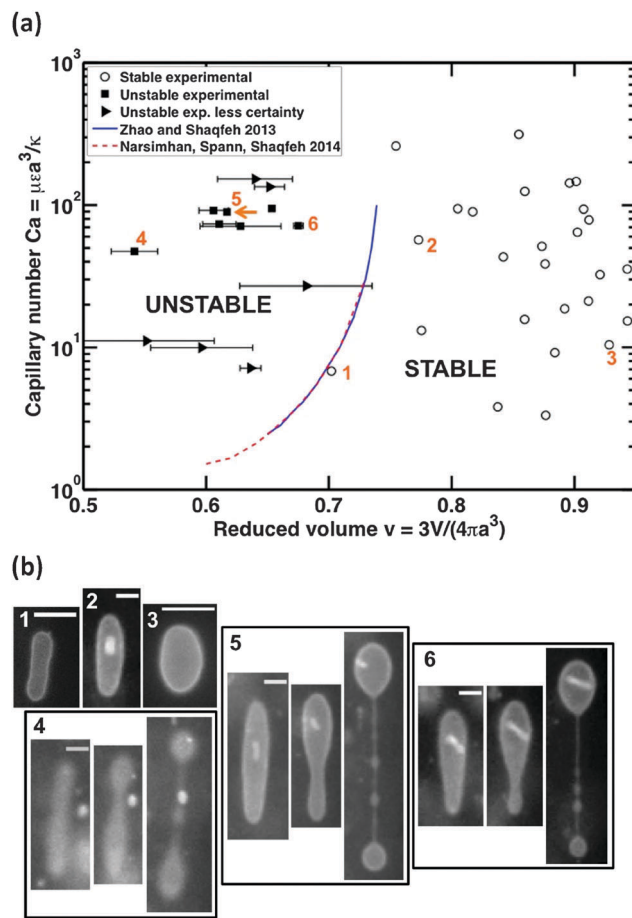 (a)
Capillary number Ca = με̇a³/κ
10³
10²
10¹
10⁰
Stable experimental
Unstable experimental
Unstable exp. less certainty
Zhao and Shaqfeh 2013
Narsimhan, Spann, Shaqfeh 2014
5
6
4
2
UNSTABLE
STABLE
1
3
0.5 0.6 0.7 0.8 0.9
Reduced volume v = 3V/(4πa³)
(b)
1
2
3
4
5
6